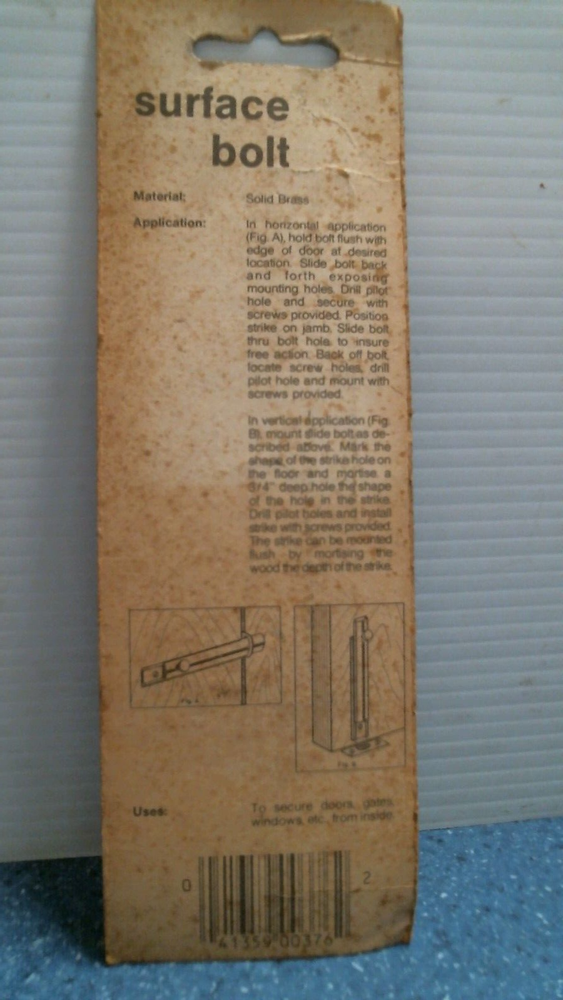 surface
bolt
Material: Solid Brass
Application: In horizontal application
(Fig. A), hold bolt flush with
edge of door at desired
location. Slide bolt back
and forth exposing
mounting holes. Drill pilot
hole and secure with
screws provided. Position
strike on jamb. Slide bolt
thru bolt hole to insure
free action. Back off bolt,
locate screw holes, drill
pilot hole and mount with
screws provided.
In vertical application (Fig.
B), mount slide bolt as de-
scribed above. Mark the
shape of the strike hole on
the floor and mortise a
3/4" deep hole the shape
of the hole in the strike.
Drill pilot holes and install
strike with screws provided.
The strike can be mounted
flush by mortising the
wood the depth of the strike.
Fig. A
Fig. B
Uses: To secure doors, gates,
windows, etc., from inside.
0 41359 00376 2